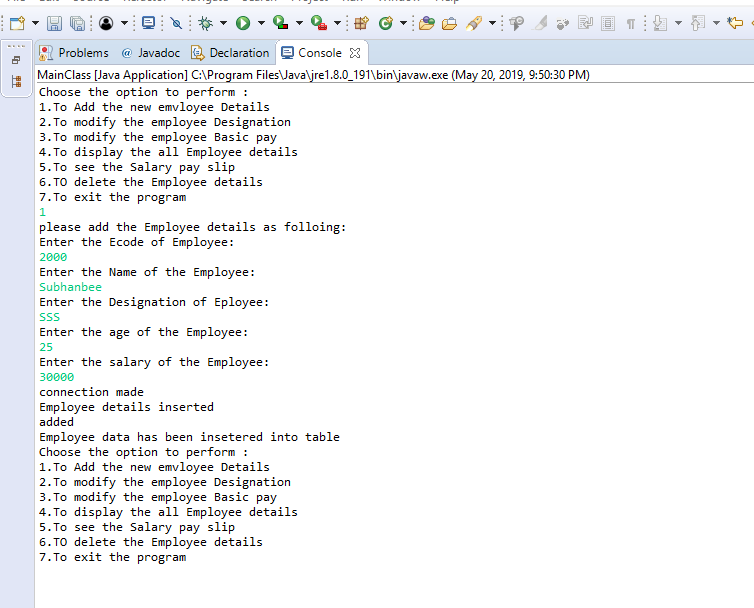 Problems @ Javadoc Declaration Console
MainClass [Java Application] C:\Program Files\Java\jre1.8.0_191\bin\javaw.exe (May 20, 2019, 9:50:30 PM)
Choose the option to perform :
1.To Add the new emvloyee Details
2.To modify the employee Designation
3.To modify the employee Basic pay
4.To display the all Employee details
5.To see the Salary pay slip
6.TO delete the Employee details
7.To exit the program
1
please add the Employee details as folloing:
Enter the Ecode of Employee:
2000
Enter the Name of the Employee:
Subhanbee
Enter the Designation of Eployee:
SSS
Enter the age of the Employee:
25
Enter the salary of the Employee:
30000
connection made
Employee details inserted
added
Employee data has been insetered into table
Choose the option to perform :
1.To Add the new emvloyee Details
2.To modify the employee Designation
3.To modify the employee Basic pay
4.To display the all Employee details
5.To see the Salary pay slip
6.TO delete the Employee details
7.To exit the program